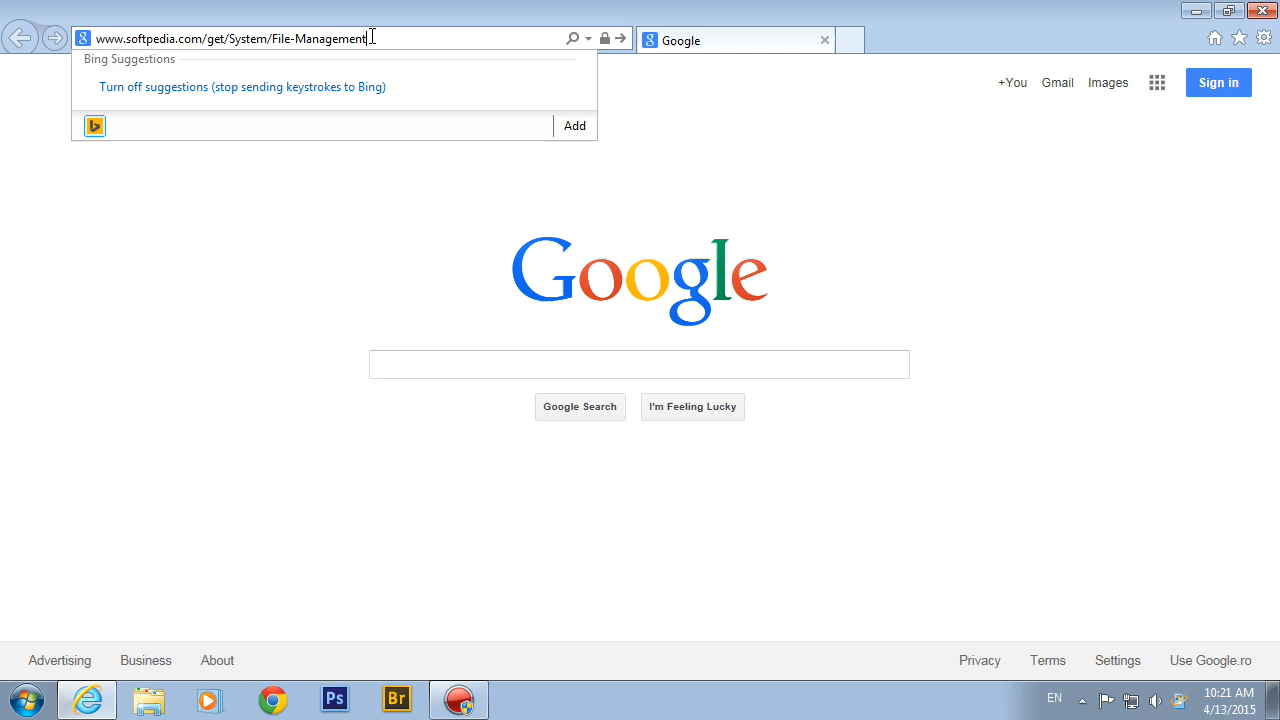 www.softpedia.com/get/System/File-Management
Google
Bing Suggestions
Turn off suggestions (stop sending keystrokes to Bing)
Add
+You Gmail Images Sign in
Google
Google Search I'm Feeling Lucky
Advertising Business About Privacy Terms Settings Use Google.ro
Ps Br EN 10:21 AM
4/13/2015